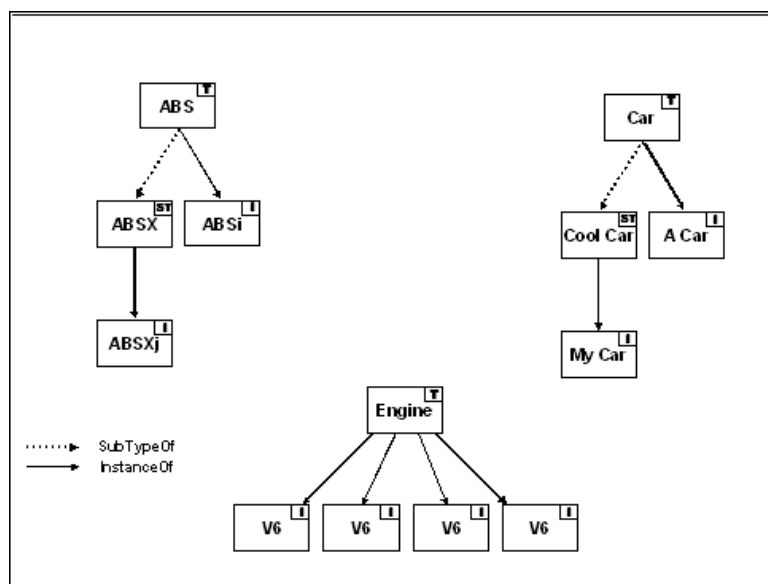 T
ABS
T
Car
ST
ABSX
I
ABSi
ST
Cool Car
I
A Car
I
ABSXj
I
My Car
T
Engine
SubTypeOf
InstanceOf
I
V6
I
V6
I
V6
I
V6